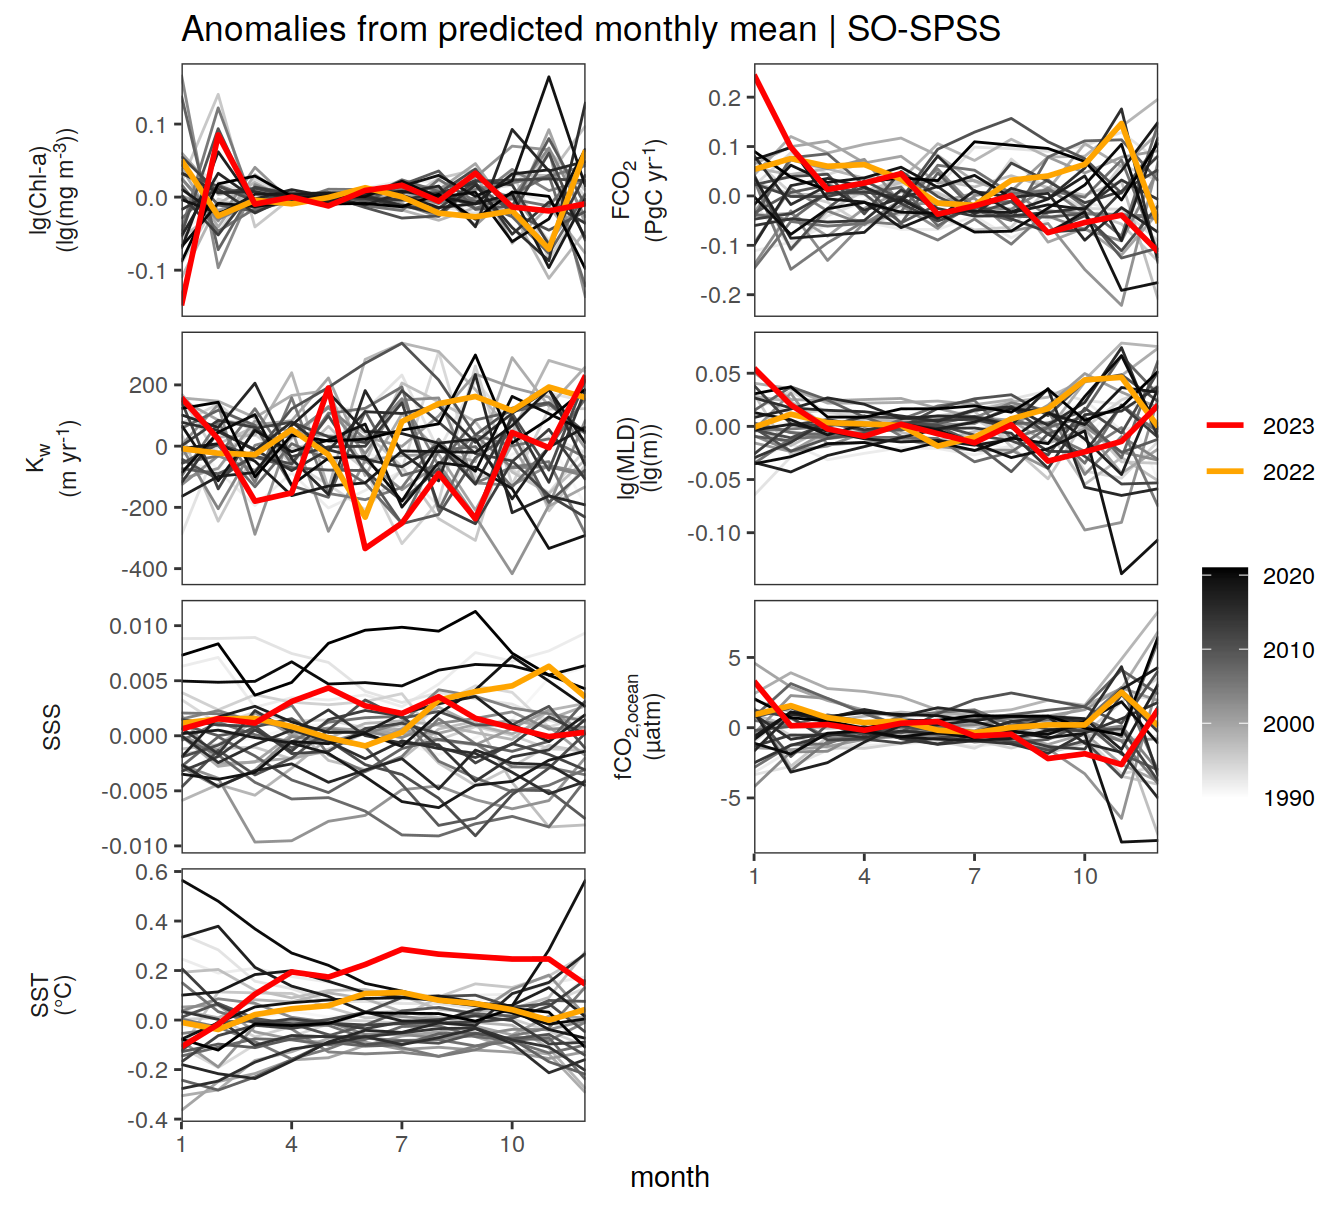 Anomalies from predicted monthly mean | SO-SPSS
lg(Chl-a)
(lg(mg m-3))
0.1
0.0
-0.1
FCO2
(PgC yr-1)
0.2
0.1
0.0
-0.1
-0.2
Kw
(m yr-1)
200
0
-200
-400
lg(MLD)
(lg(m))
0.05
0.00
-0.05
-0.10
SSS
0.010
0.005
0.000
-0.005
-0.010
fCO2,ocean
(µatm)
5
0
-5
1
4
7
10
SST
(°C)
0.6
0.4
0.2
0.0
-0.2
-0.4
1
4
7
10
month
2023
2022
2020
2010
2000
1990